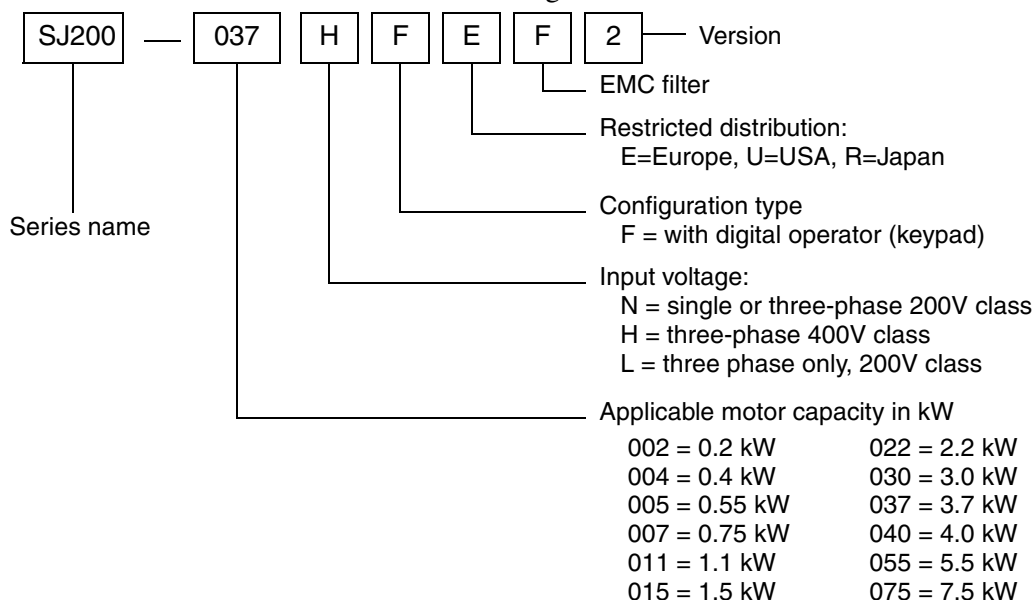 SJ200 — 037 H F E F 2 Version
EMC filter
Restricted distribution:
E=Europe, U=USA, R=Japan
Series name
Configuration type
F = with digital operator (keypad)
Input voltage:
N = single or three-phase 200V class
H = three-phase 400V class
L = three phase only, 200V class
Applicable motor capacity in kW
002 = 0.2 kW 022 = 2.2 kW
004 = 0.4 kW 030 = 3.0 kW
005 = 0.55 kW 037 = 3.7 kW
007 = 0.75 kW 040 = 4.0 kW
011 = 1.1 kW 055 = 5.5 kW
015 = 1.5 kW 075 = 7.5 kW